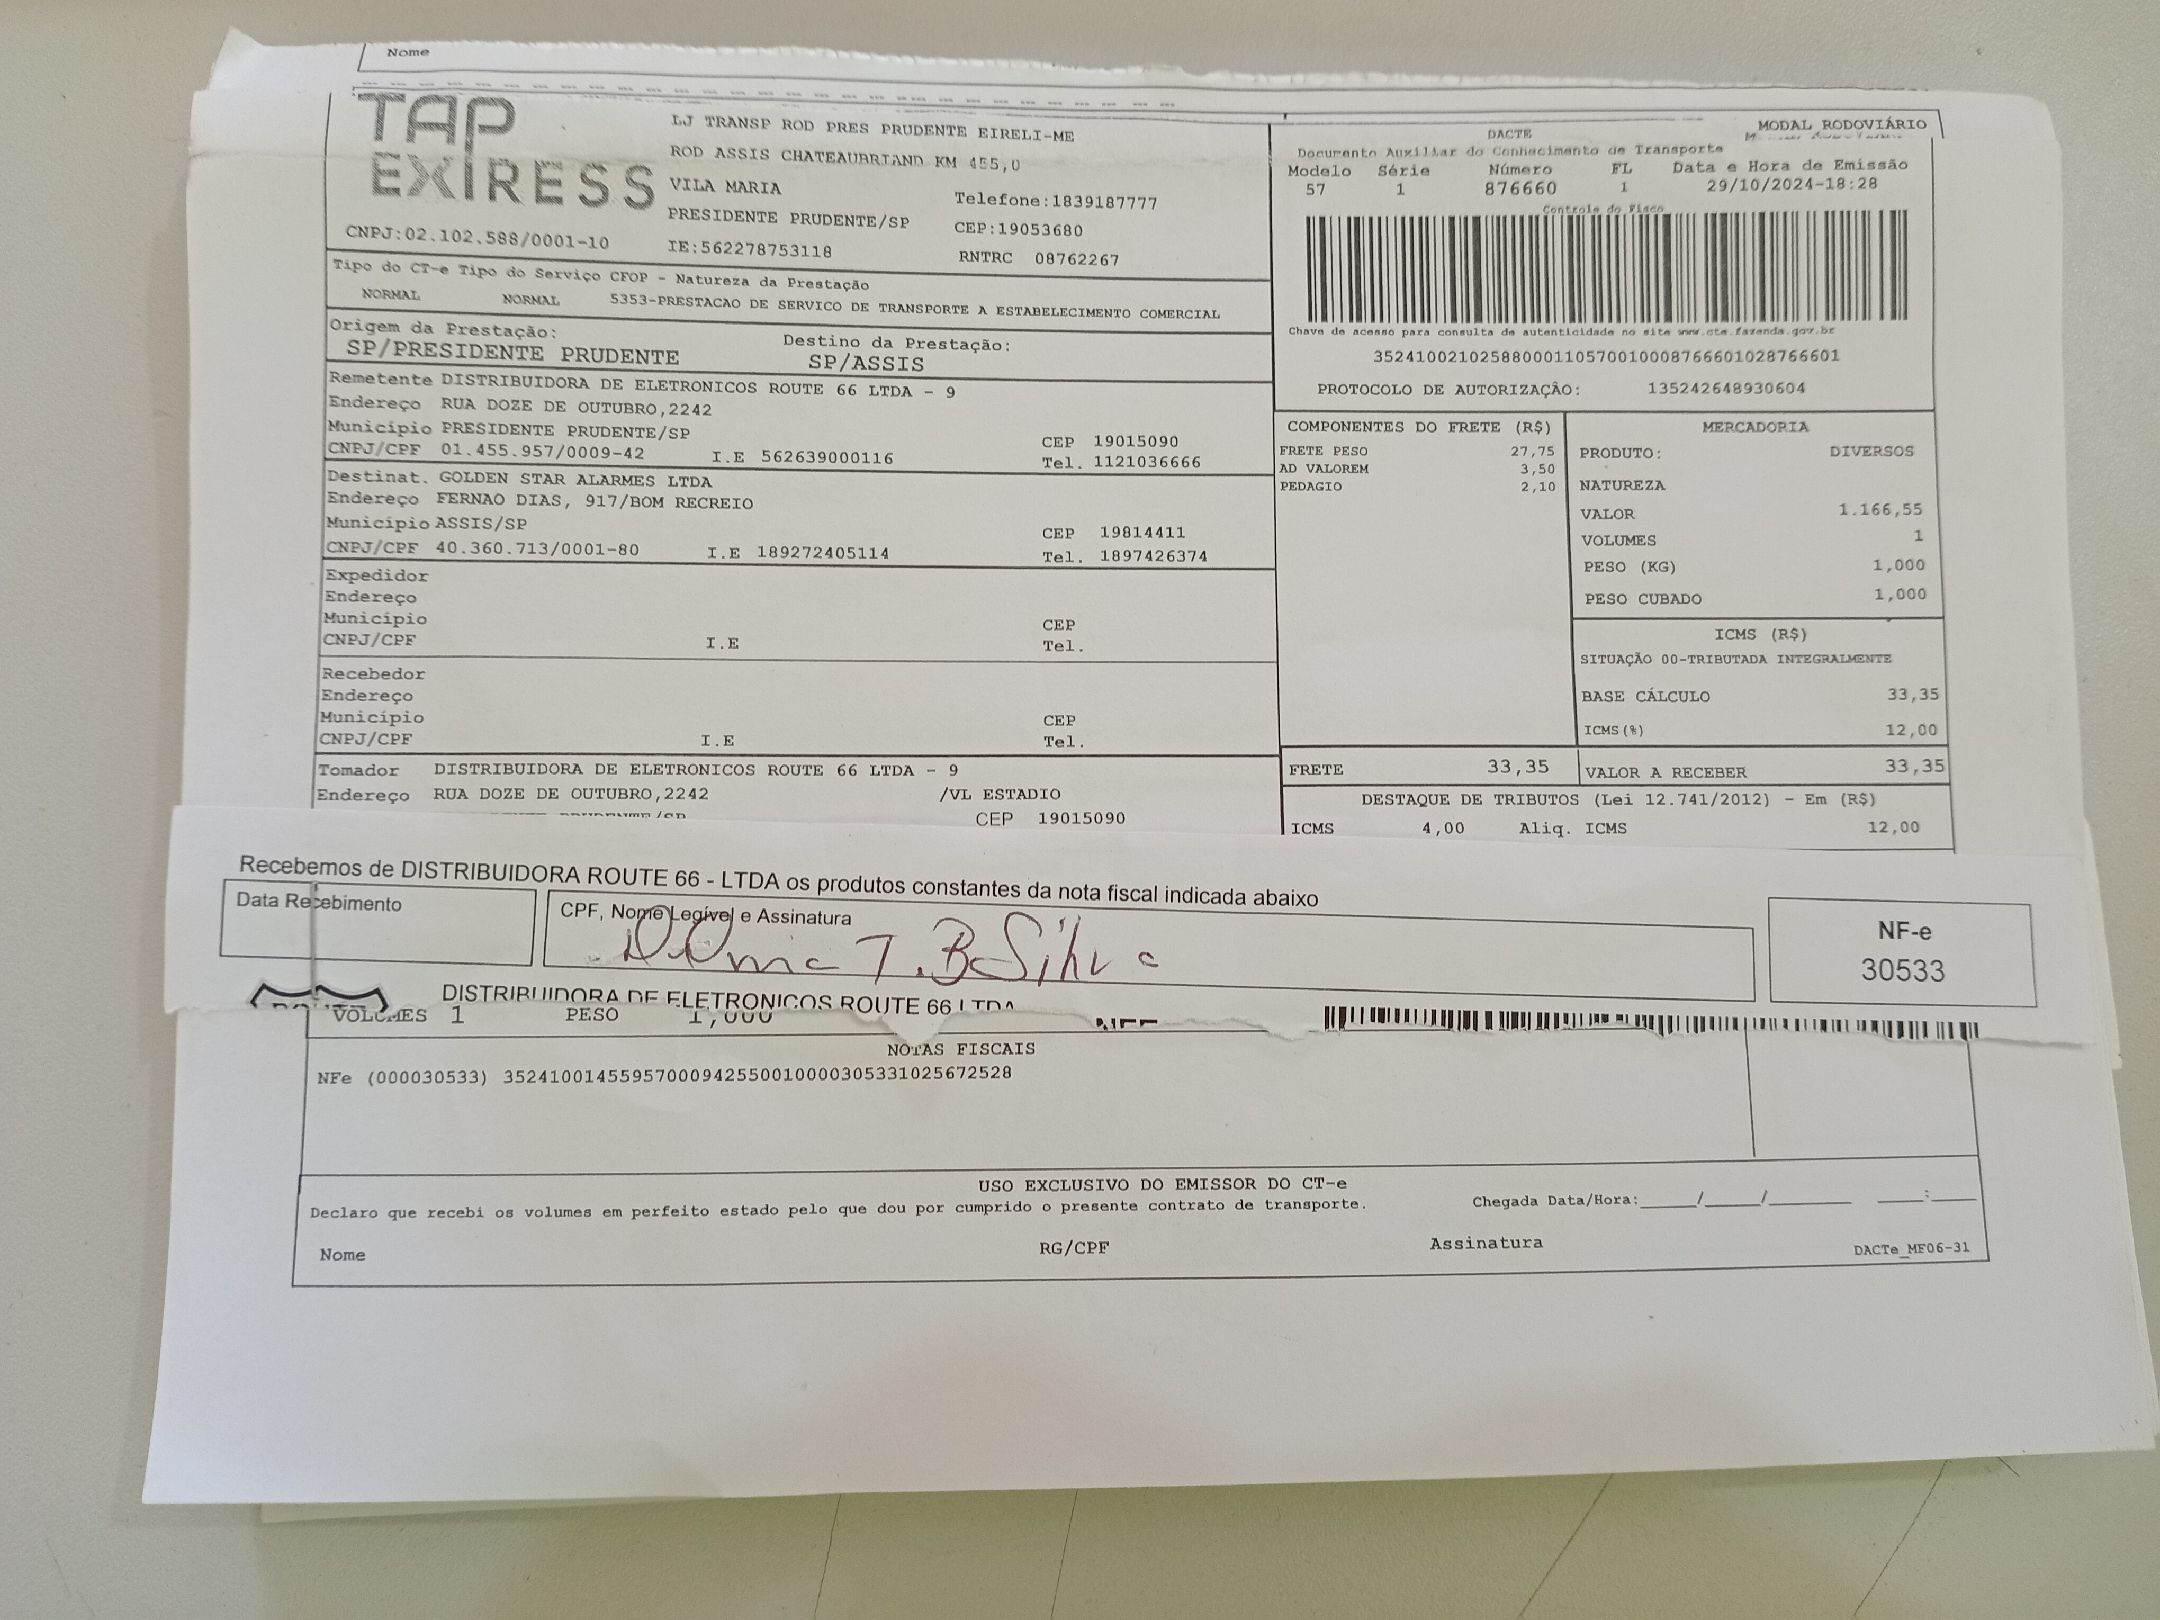 Nome
TAP
EXIRESS
LJ TRANSP ROD PRES PRUDENTE EIRELI-ME
ROD ASSIS CHATEAUBRIAND KM 455,0
VILA MARIA
Telefone:1839187777
PRESIDENTE PRUDENTE/SP
CEP:19053680
CNPJ:02.102.588/0001-10
IE:562278753118
RNTRC 08762267
MODAL RODOVIÁRIO
DACTE
Documento Auxiliar do Conhecimento de Transporte
Modelo Série Número FL Data e Hora de Emissão
57 1 876660 1 29/10/2024-18:28
Controle do Fisco
Chave de acesso para consulta de autenticidade no site www.cte.fazenda.gov.br
35241002102588000110570010008766601028766601
PROTOCOLO DE AUTORIZAÇÃO: 135242648930604
Tipo do CT-e Tipo do Serviço CFOP - Natureza da Prestação
NORMAL NORMAL 5353-PRESTACAO DE SERVICO DE TRANSPORTE A ESTABELECIMENTO COMERCIAL
Origem da Prestação: Destino da Prestação:
SP/PRESIDENTE PRUDENTE SP/ASSIS
Remetente DISTRIBUIDORA DE ELETRONICOS ROUTE 66 LTDA - 9
Endereço RUA DOZE DE OUTUBRO,2242
Município PRESIDENTE PRUDENTE/SP CEP 19015090
CNPJ/CPF 01.455.957/0009-42 I.E 562639000116 Tel. 1121036666
Destinat. GOLDEN STAR ALARMES LTDA
Endereço FERNAO DIAS, 917/BOM RECREIO
Município ASSIS/SP CEP 19814411
CNPJ/CPF 40.360.713/0001-80 I.E 189272405114 Tel. 1897426374
Expedidor
Endereço
Município CEP
CNPJ/CPF I.E Tel.
Recebedor
Endereço
Município CEP
CNPJ/CPF I.E Tel.
Tomador DISTRIBUIDORA DE ELETRONICOS ROUTE 66 LTDA - 9
Endereço RUA DOZE DE OUTUBRO,2242 /VL ESTADIO
CEP 19015090
COMPONENTES DO FRETE (R$)
FRETE PESO 27,75
AD VALOREM 3,50
PEDAGIO 2,10
MERCADORIA
PRODUTO: DIVERSOS
NATUREZA
VALOR 1.166,55
VOLUMES 1
PESO (KG) 1,000
PESO CUBADO 1,000
ICMS (R$)
SITUAÇÃO 00-TRIBUTADA INTEGRALMENTE
BASE CÁLCULO 33,35
ICMS(%) 12,00
FRETE 33,35 VALOR A RECEBER 33,35
DESTAQUE DE TRIBUTOS (Lei 12.741/2012) - Em (R$)
ICMS 4,00 Aliq. ICMS 12,00
Recebemos de DISTRIBUIDORA ROUTE 66 - LTDA os produtos constantes da nota fiscal indicada abaixo
Data Recebimento
CPF, Nome Legível e Assinatura
T. B Silva
NF-e
30533
DISTRIBUIDORA DE ELETRONICOS ROUTE 66 LTDA
VOLUMES 1 PESO 1,000
NOTAS FISCAIS
NFe (000030533) 35241001455957000942550010000305331025672528
USO EXCLUSIVO DO EMISSOR DO CT-e
Declaro que recebi os volumes em perfeito estado pelo que dou por cumprido o presente contrato de transporte.
Chegada Data/Hora:____/____/______ ___:___
Nome RG/CPF Assinatura DACTe_MF06-31